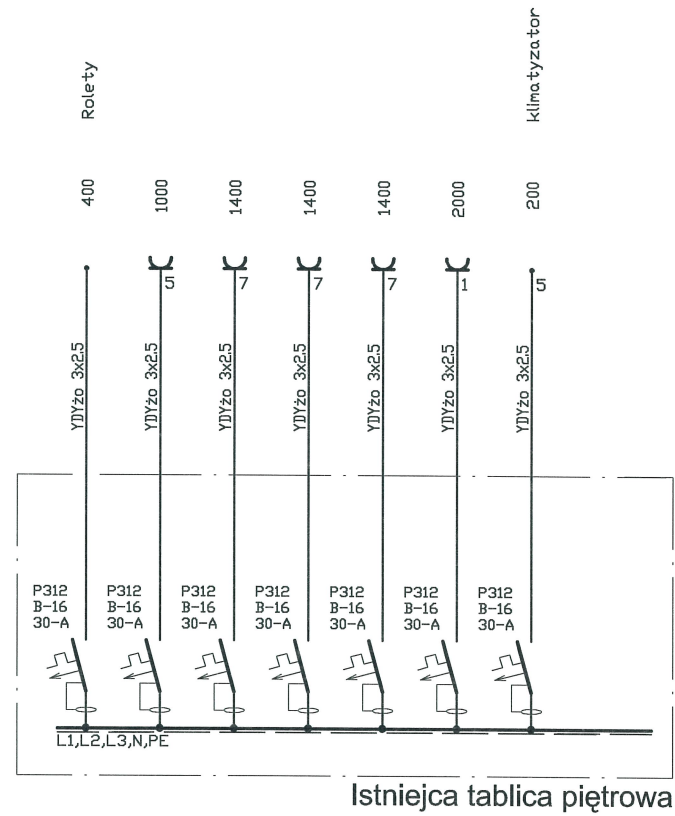 Rolety
klimatyzator
400
1000
1400
1400
1400
2000
200
5
7
7
7
1
5
YDYżo 3x2.5
YDYżo 3x2.5
YDYżo 3x2.5
YDYżo 3x2.5
YDYżo 3x2.5
YDYżo 3x2.5
YDYżo 3x2.5
P312
B-16
30-A
P312
B-16
30-A
P312
B-16
30-A
P312
B-16
30-A
P312
B-16
30-A
P312
B-16
30-A
P312
B-16
30-A
L1,L2,L3,N,PE
Istniejca tablica piętrowa